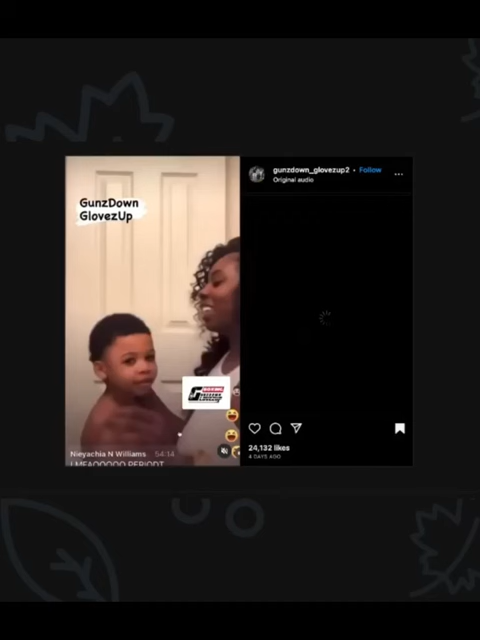 GunzDown
GlovezUp
gunzdown_glovezup2 • Follow
Original audio
Nieyachia N Williams 54:14
LMFAOOOOO PERIODT
24,132 likes
4 DAYS AGO